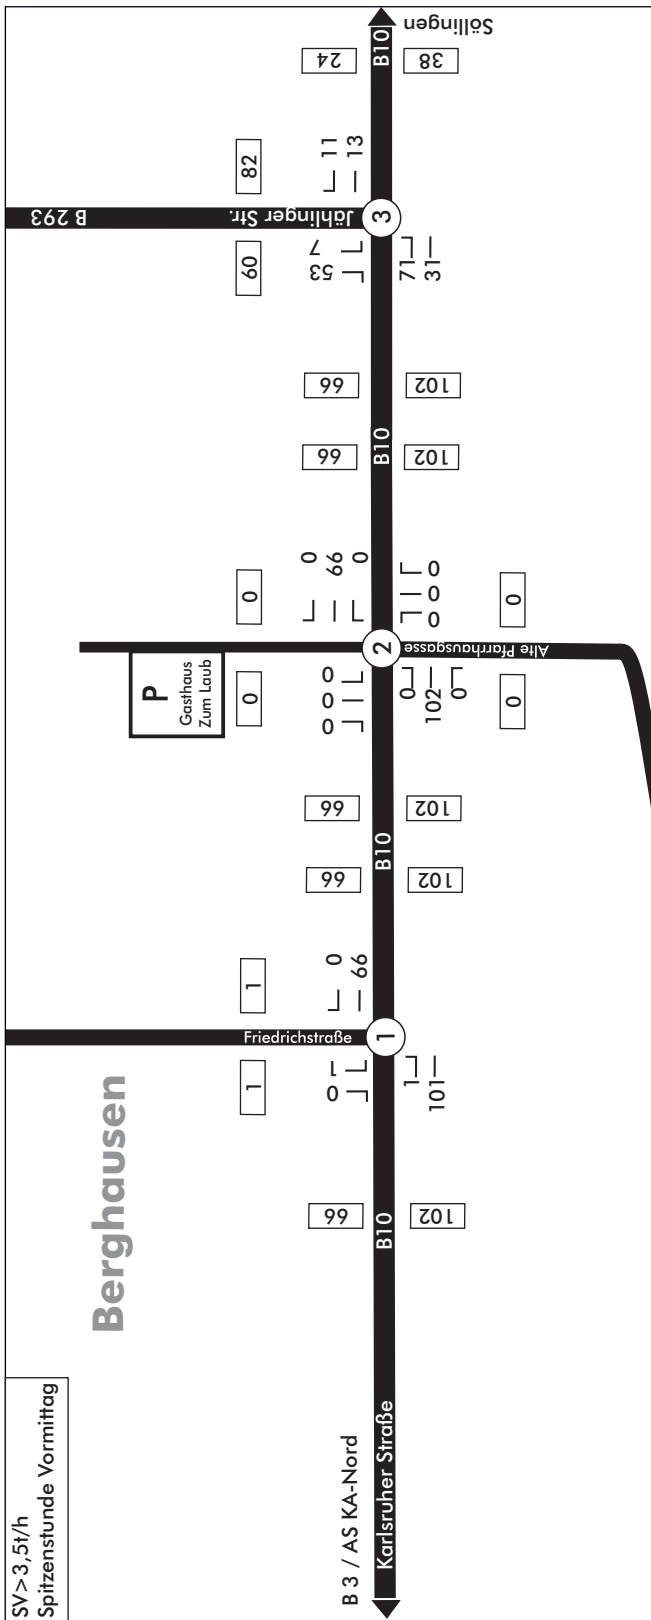 Söllingen
24
B10
38
82
11
13
B 293
Jählinger Str.
3
60
7
53
71
31
66
102
66
B10
102
0
0
66
0
0
0
0
0
2
Alte Pfarrhausgasse
P
Gasthaus
Zum Laub
0
0
0
0
0
102
0
0
66
102
B10
66
102
1
0
66
Friedrichstraße
1
1
1
0
1
101
Berghausen
66
B10
102
SV>3,5t/h
Spitzenstunde Vormittag
B 3 / AS KA-Nord
Karlsruher Straße